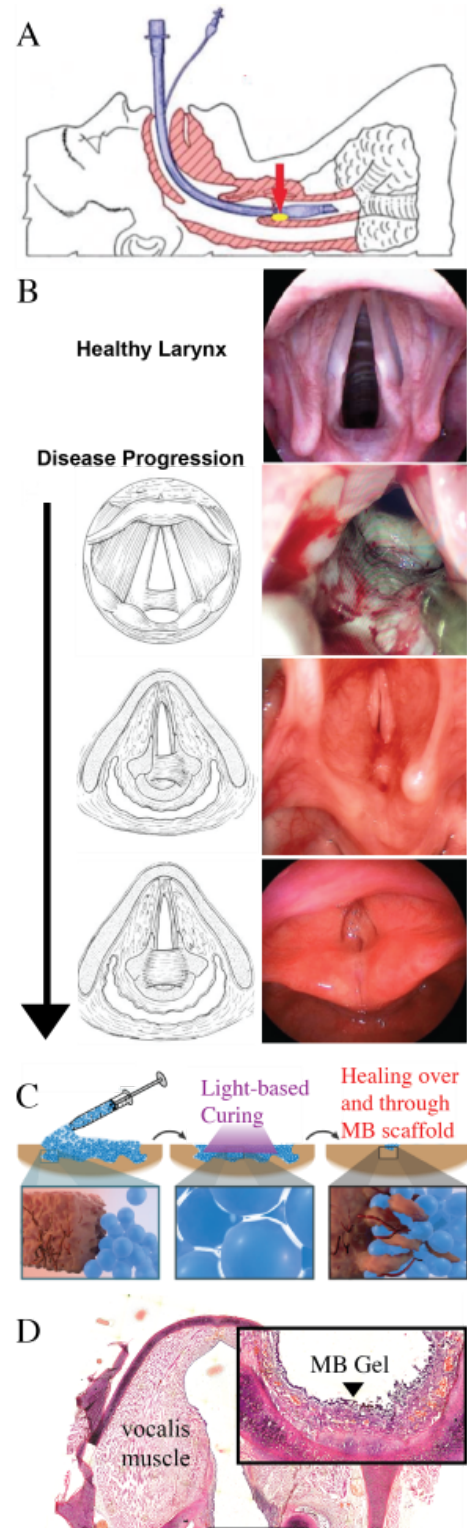 A
B
Healthy Larynx
Disease Progression
C
Light-based
Curing
Healing over
and through
MB scaffold
D
MB Gel
vocalis
muscle